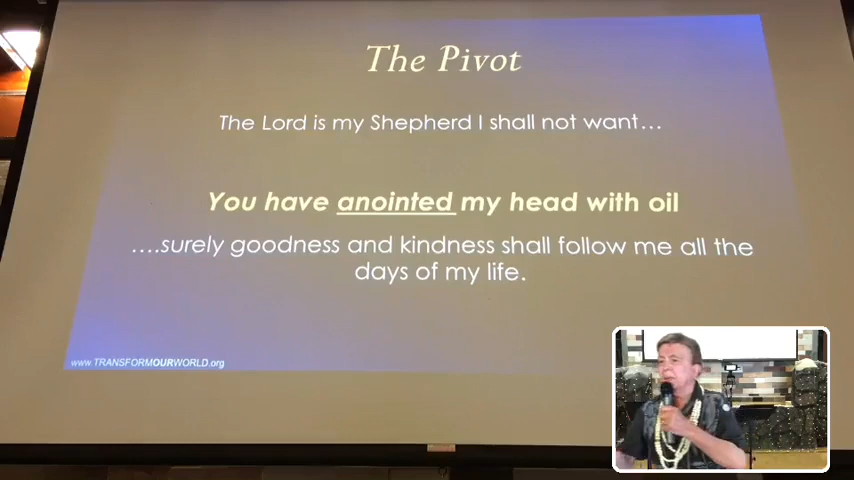 The Pivot
The Lord is my Shepherd I shall not want...
You have anointed my head with oil
....surely goodness and kindness shall follow me all the
days of my life.
www.TRANSFORMOURWORLD.org